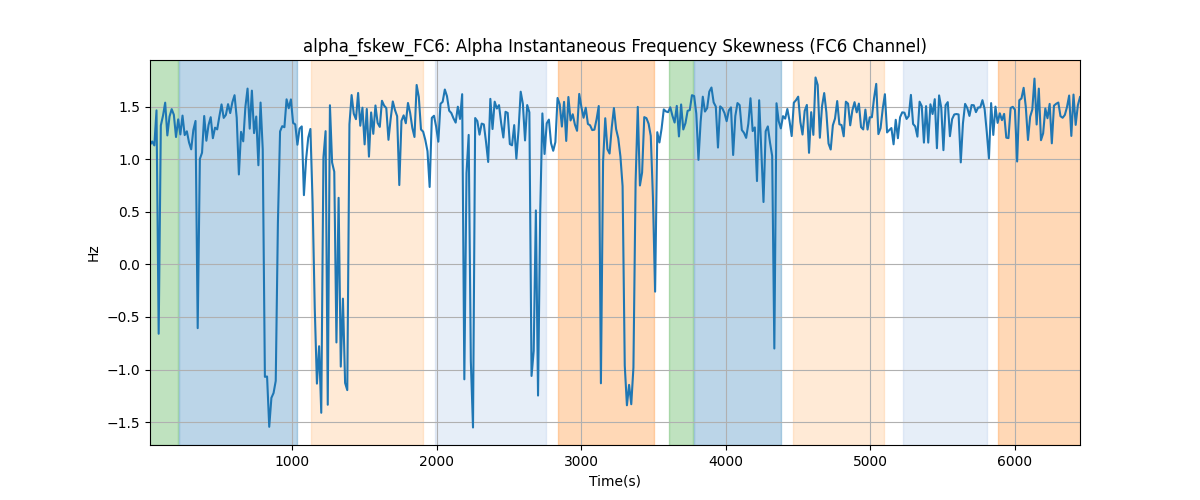 alpha_fskew_FC6: Alpha Instantaneous Frequency Skewness (FC6 Channel)
1.5
1.0
0.5
0.0
−0.5
−1.0
−1.5
Hz
1000 2000 3000 4000 5000 6000
Time(s)